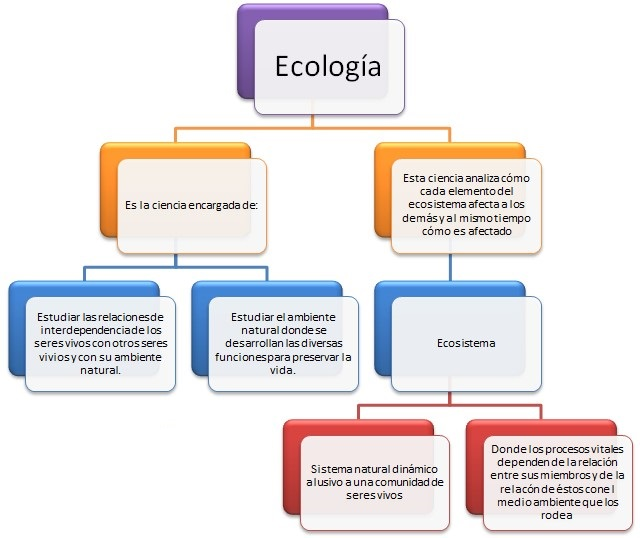 Ecología
Es la ciencia encargada de:
Esta ciencia analiza cómo
cada elemento del
ecosistema afecta a los
demás y al mismo tiempo
cómo es afectado
Estudiar las relaciones de
interdependencia de los
seres vivos con otros seres
vivios y con su ambiente
natural.
Estudiar el ambiente
natural donde se
desarrollan las diversas
funciones para preservar la
vida.
Ecosistema
Sistema natural dinámico
alusivo a una comunidad de
seres vivos
Donde los procesos vitales
dependen de la relación
entre sus miembros y de la
relacón de éstos con el
medio ambiente que los
rodea